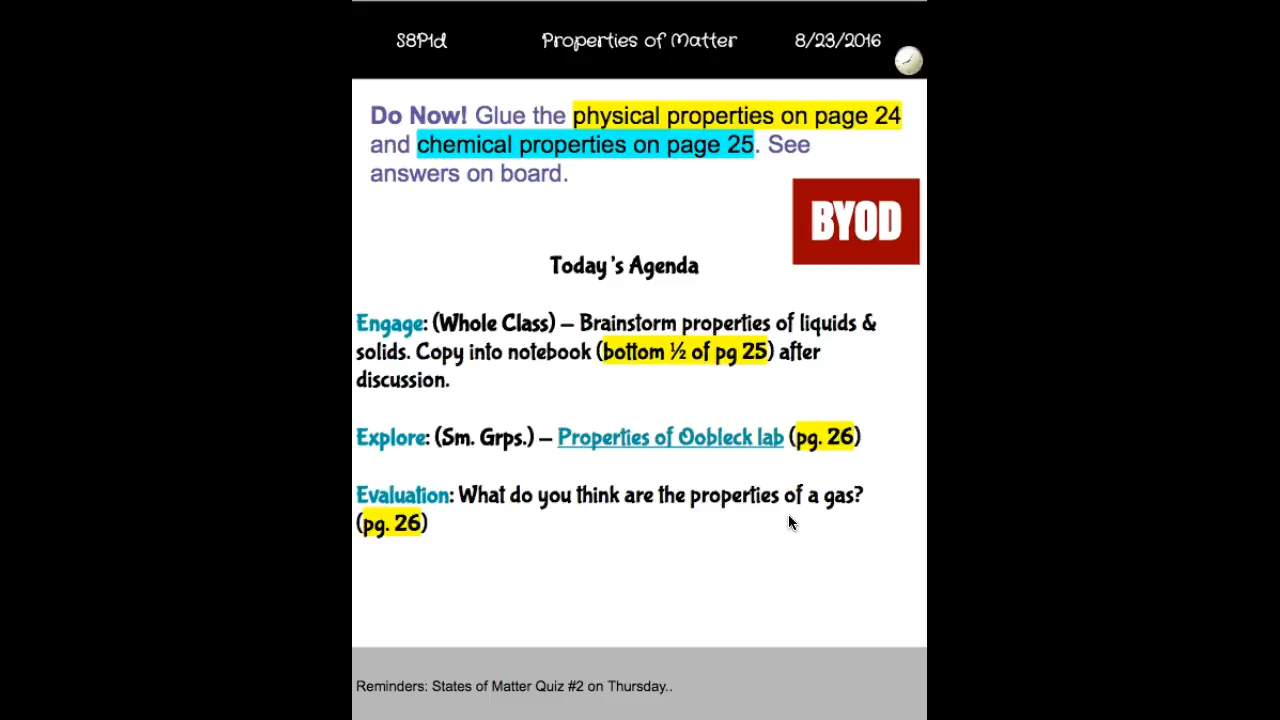 S8P1d Properties of Matter 8/23/2016
Do Now! Glue the physical properties on page 24
and chemical properties on page 25. See
answers on board.
BYOD
Today's Agenda
Engage: (Whole Class) – Brainstorm properties of liquids &
solids. Copy into notebook (bottom ½ of pg 25) after
discussion.
Explore: (Sm. Grps.) – Properties of Oobleck lab (pg. 26)
Evaluation: What do you think are the properties of a gas?
(pg. 26)
Reminders: States of Matter Quiz #2 on Thursday..